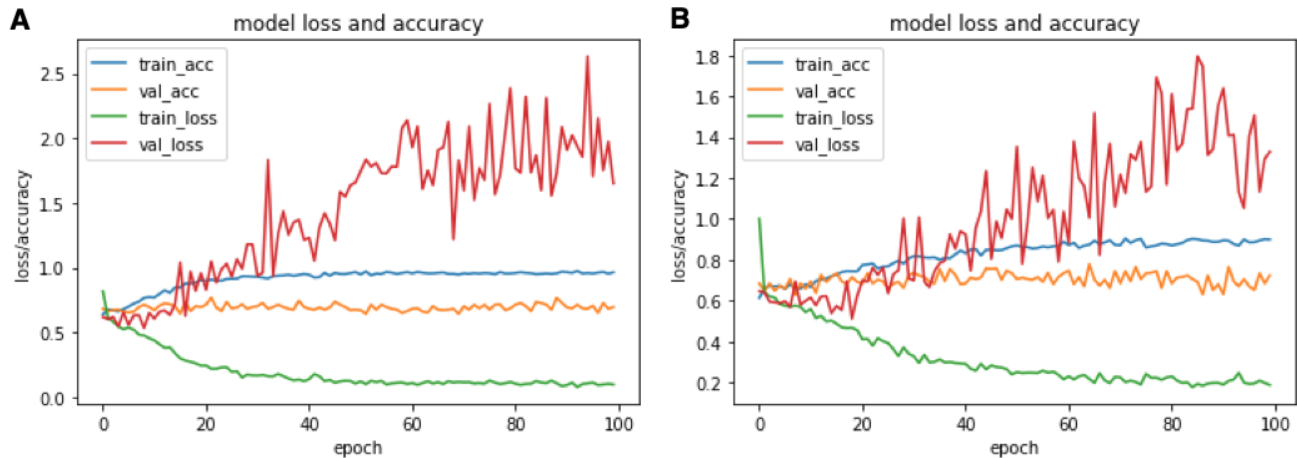 A
model loss and accuracy
train_acc
val_acc
train_loss
val_loss
loss/accuracy
2.5
2.0
1.5
1.0
0.5
0.0
0 20 40 60 80 100
epoch
B
model loss and accuracy
train_acc
val_acc
train_loss
val_loss
loss/accuracy
1.8
1.6
1.4
1.2
1.0
0.8
0.6
0.4
0.2
0 20 40 60 80 100
epoch